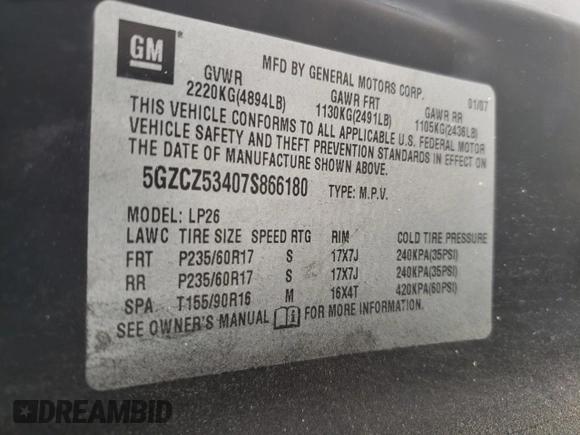 GM
MFD BY GENERAL MOTORS CORP. 01/07
GVWR GAWR FRT GAWR RR
2220KG(4894LB) 1130KG(2491LB) 1105KG(2436LB)
THIS VEHICLE CONFORMS TO ALL APPLICABLE U.S. FEDERAL MOTOR
VEHICLE SAFETY AND THEFT PREVENTION STANDARDS IN EFFECT ON
THE DATE OF MANUFACTURE SHOWN ABOVE.
5GZCZ53407S866180 TYPE: M.P.V.
MODEL: LP26
LAWC TIRE SIZE SPEED RTG RIM COLD TIRE PRESSURE
FRT P235/60R17 S 17X7J 240KPA(35PSI)
RR P235/60R17 S 17X7J 240KPA(35PSI)
SPA T155/90R16 M 16X4T 420KPA(60PSI)
SEE OWNER'S MANUAL FOR MORE INFORMATION.
DREAMBID